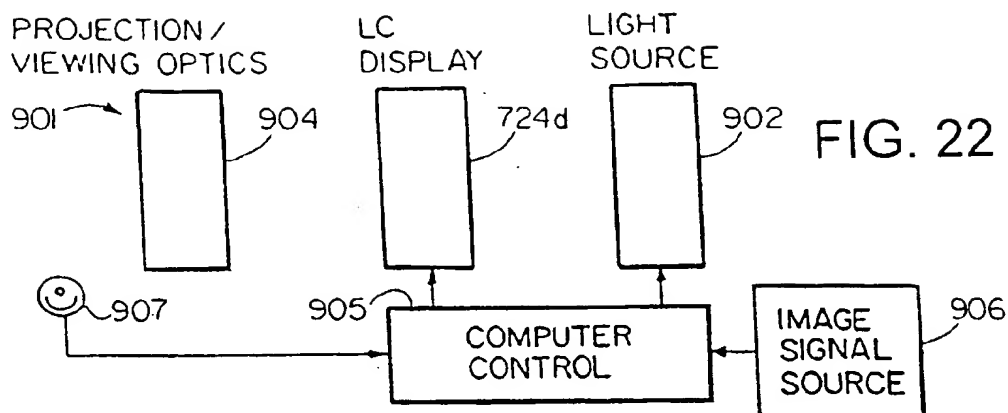 PROJECTION/
VIEWING OPTICS
LC
DISPLAY
LIGHT
SOURCE
901
904
724d
902
FIG. 22
907
905
COMPUTER
CONTROL
IMAGE
SIGNAL
SOURCE
906